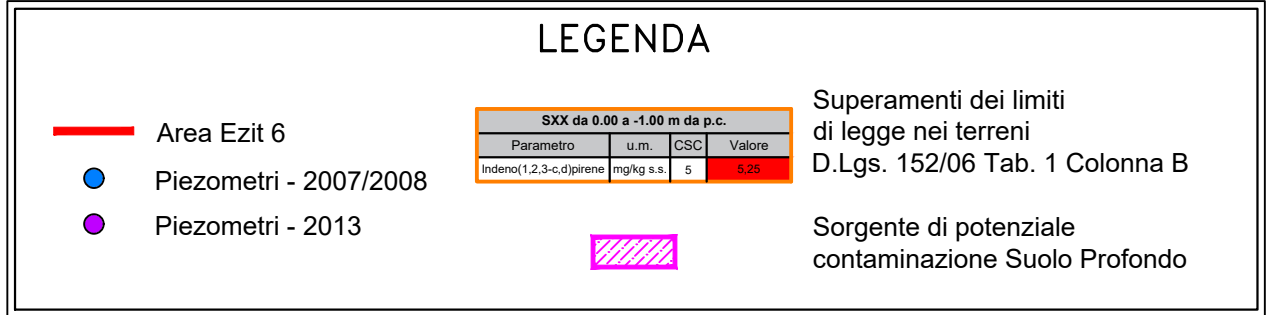 LEGENDA
Area Ezit 6
Piezometri - 2007/2008
Piezometri - 2013
SXX da 0.00 a -1.00 m da p.c.
Parametro u.m. CSC Valore
Indeno(1,2,3-c,d)pirene mg/kg s.s. 5 5,25
Superamenti dei limiti
di legge nei terreni
D.Lgs. 152/06 Tab. 1 Colonna B
Sorgente di potenziale
contaminazione Suolo Profondo